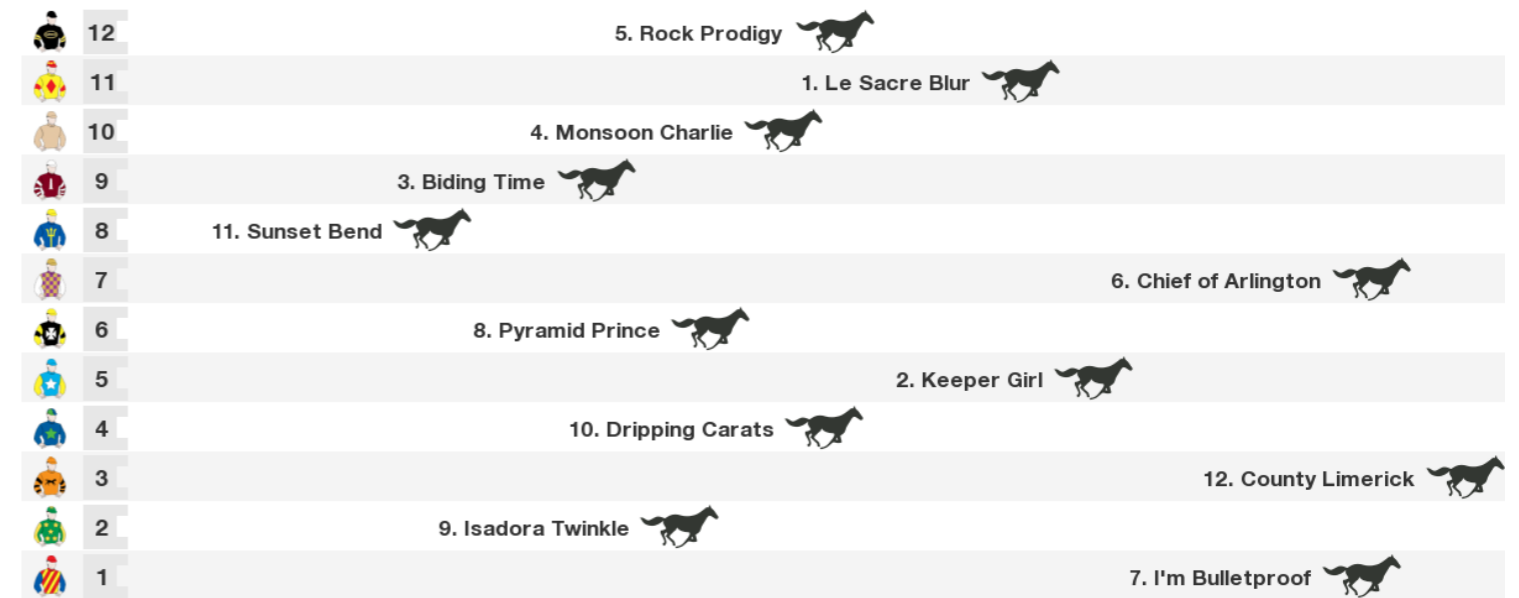 12 5. Rock Prodigy
11 1. Le Sacre Blur
10 4. Monsoon Charlie
9 3. Biding Time
8 11. Sunset Bend
7 6. Chief of Arlington
6 8. Pyramid Prince
5 2. Keeper Girl
4 10. Dripping Carats
3 12. County Limerick
2 9. Isadora Twinkle
1 7. I'm Bulletproof